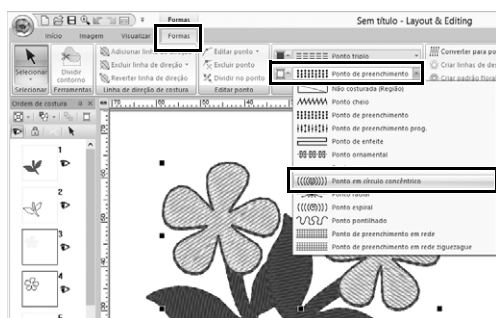 Formas
Sem título - Layout & Editing
Início Imagem Visualizar Formas
Selecionar
Dividir contorno
Adicionar linha de direção
Excluir linha de direção
Reverter linha de direção
Editar ponto
Excluir ponto
Dividir no ponto
Ponto triplo
Ponto de preenchimento
Converter para po
Criar linhas de des
Criar padrão floral
Selecionar Ferramentas Linha de direção de costura Editar ponto
Ordem de costura
Não costurada (Região)
Ponto cheio
Ponto de preenchimento
Ponto de preenchimento prog.
Ponto de enfeite
Ponto ornamental
Ponto em círculo concêntrico
Ponto radial
Ponto espiral
Ponto pontilhado
Ponto de preenchimento em rede
Ponto de preenchimento em rede ziguezague
1
2
3
4